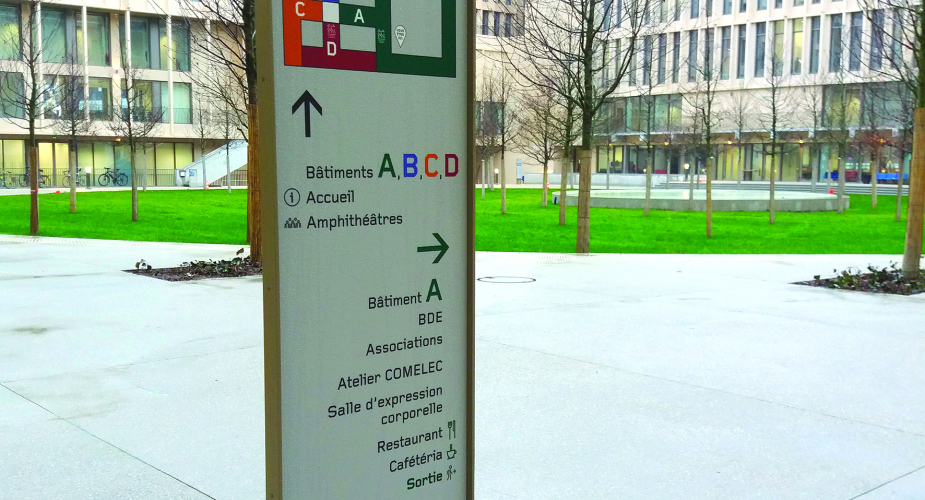 C
A
D
Bâtiments A,B,C,D
Accueil
Amphithéâtres
Bâtiment A
BDE
Associations
Atelier COMELEC
Salle d'expression
corporelle
Restaurant
Cafétéria
Sortie